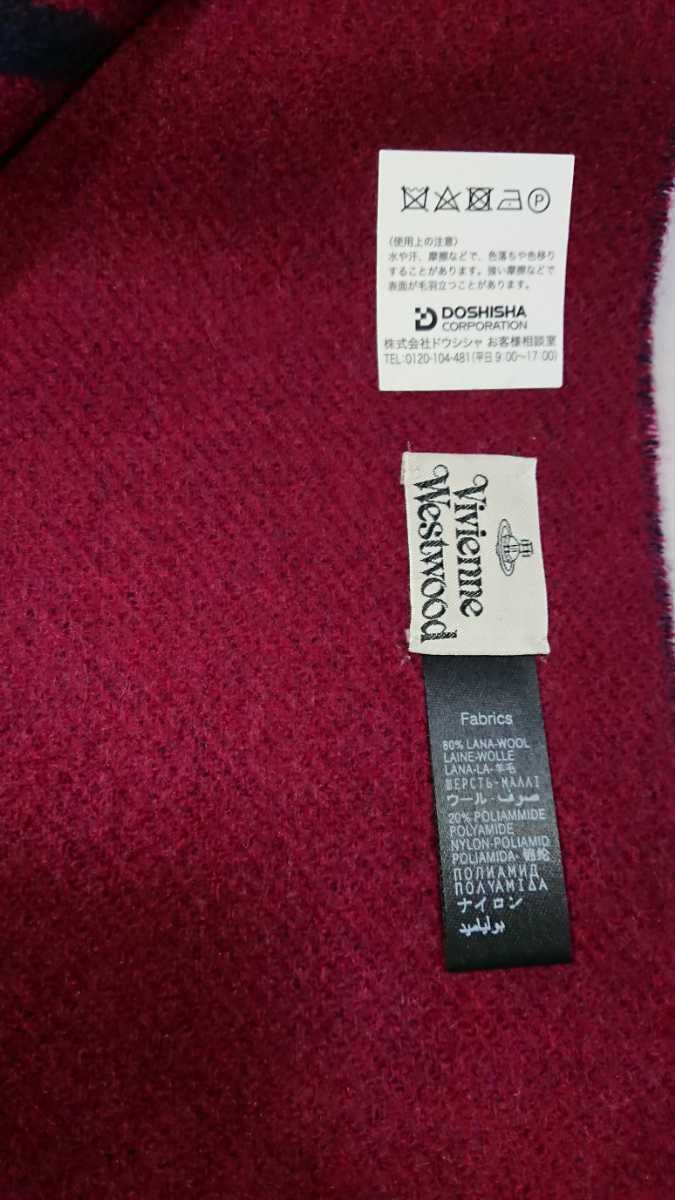 〈使用上の注意〉
水や汗、摩擦などで、色落ちや色移り
することがあります。強い摩擦などで
表面が毛羽立つことがあります。
DOSHISHA
CORPORATION
株式会社ドウシシャ お客様相談室
TEL:0120-104-481(平日9:00〜17:00)
P
Vivienne
Westwood
Fabrics
80% LANA-WOOL
LAINE-WOLLE
LANA-LA-羊毛
ШЕРСТЬ-ΜΑΛΛΙ
ウール - صوف
20% POLIAMMIDE
POLYAMIDE
NYLON-POLIAMID
POLIAMIDA- 锦纶
ПОЛИАМИД
ΠΟΛΥΑΜΙΔΑ
ナイロン
بولياميد